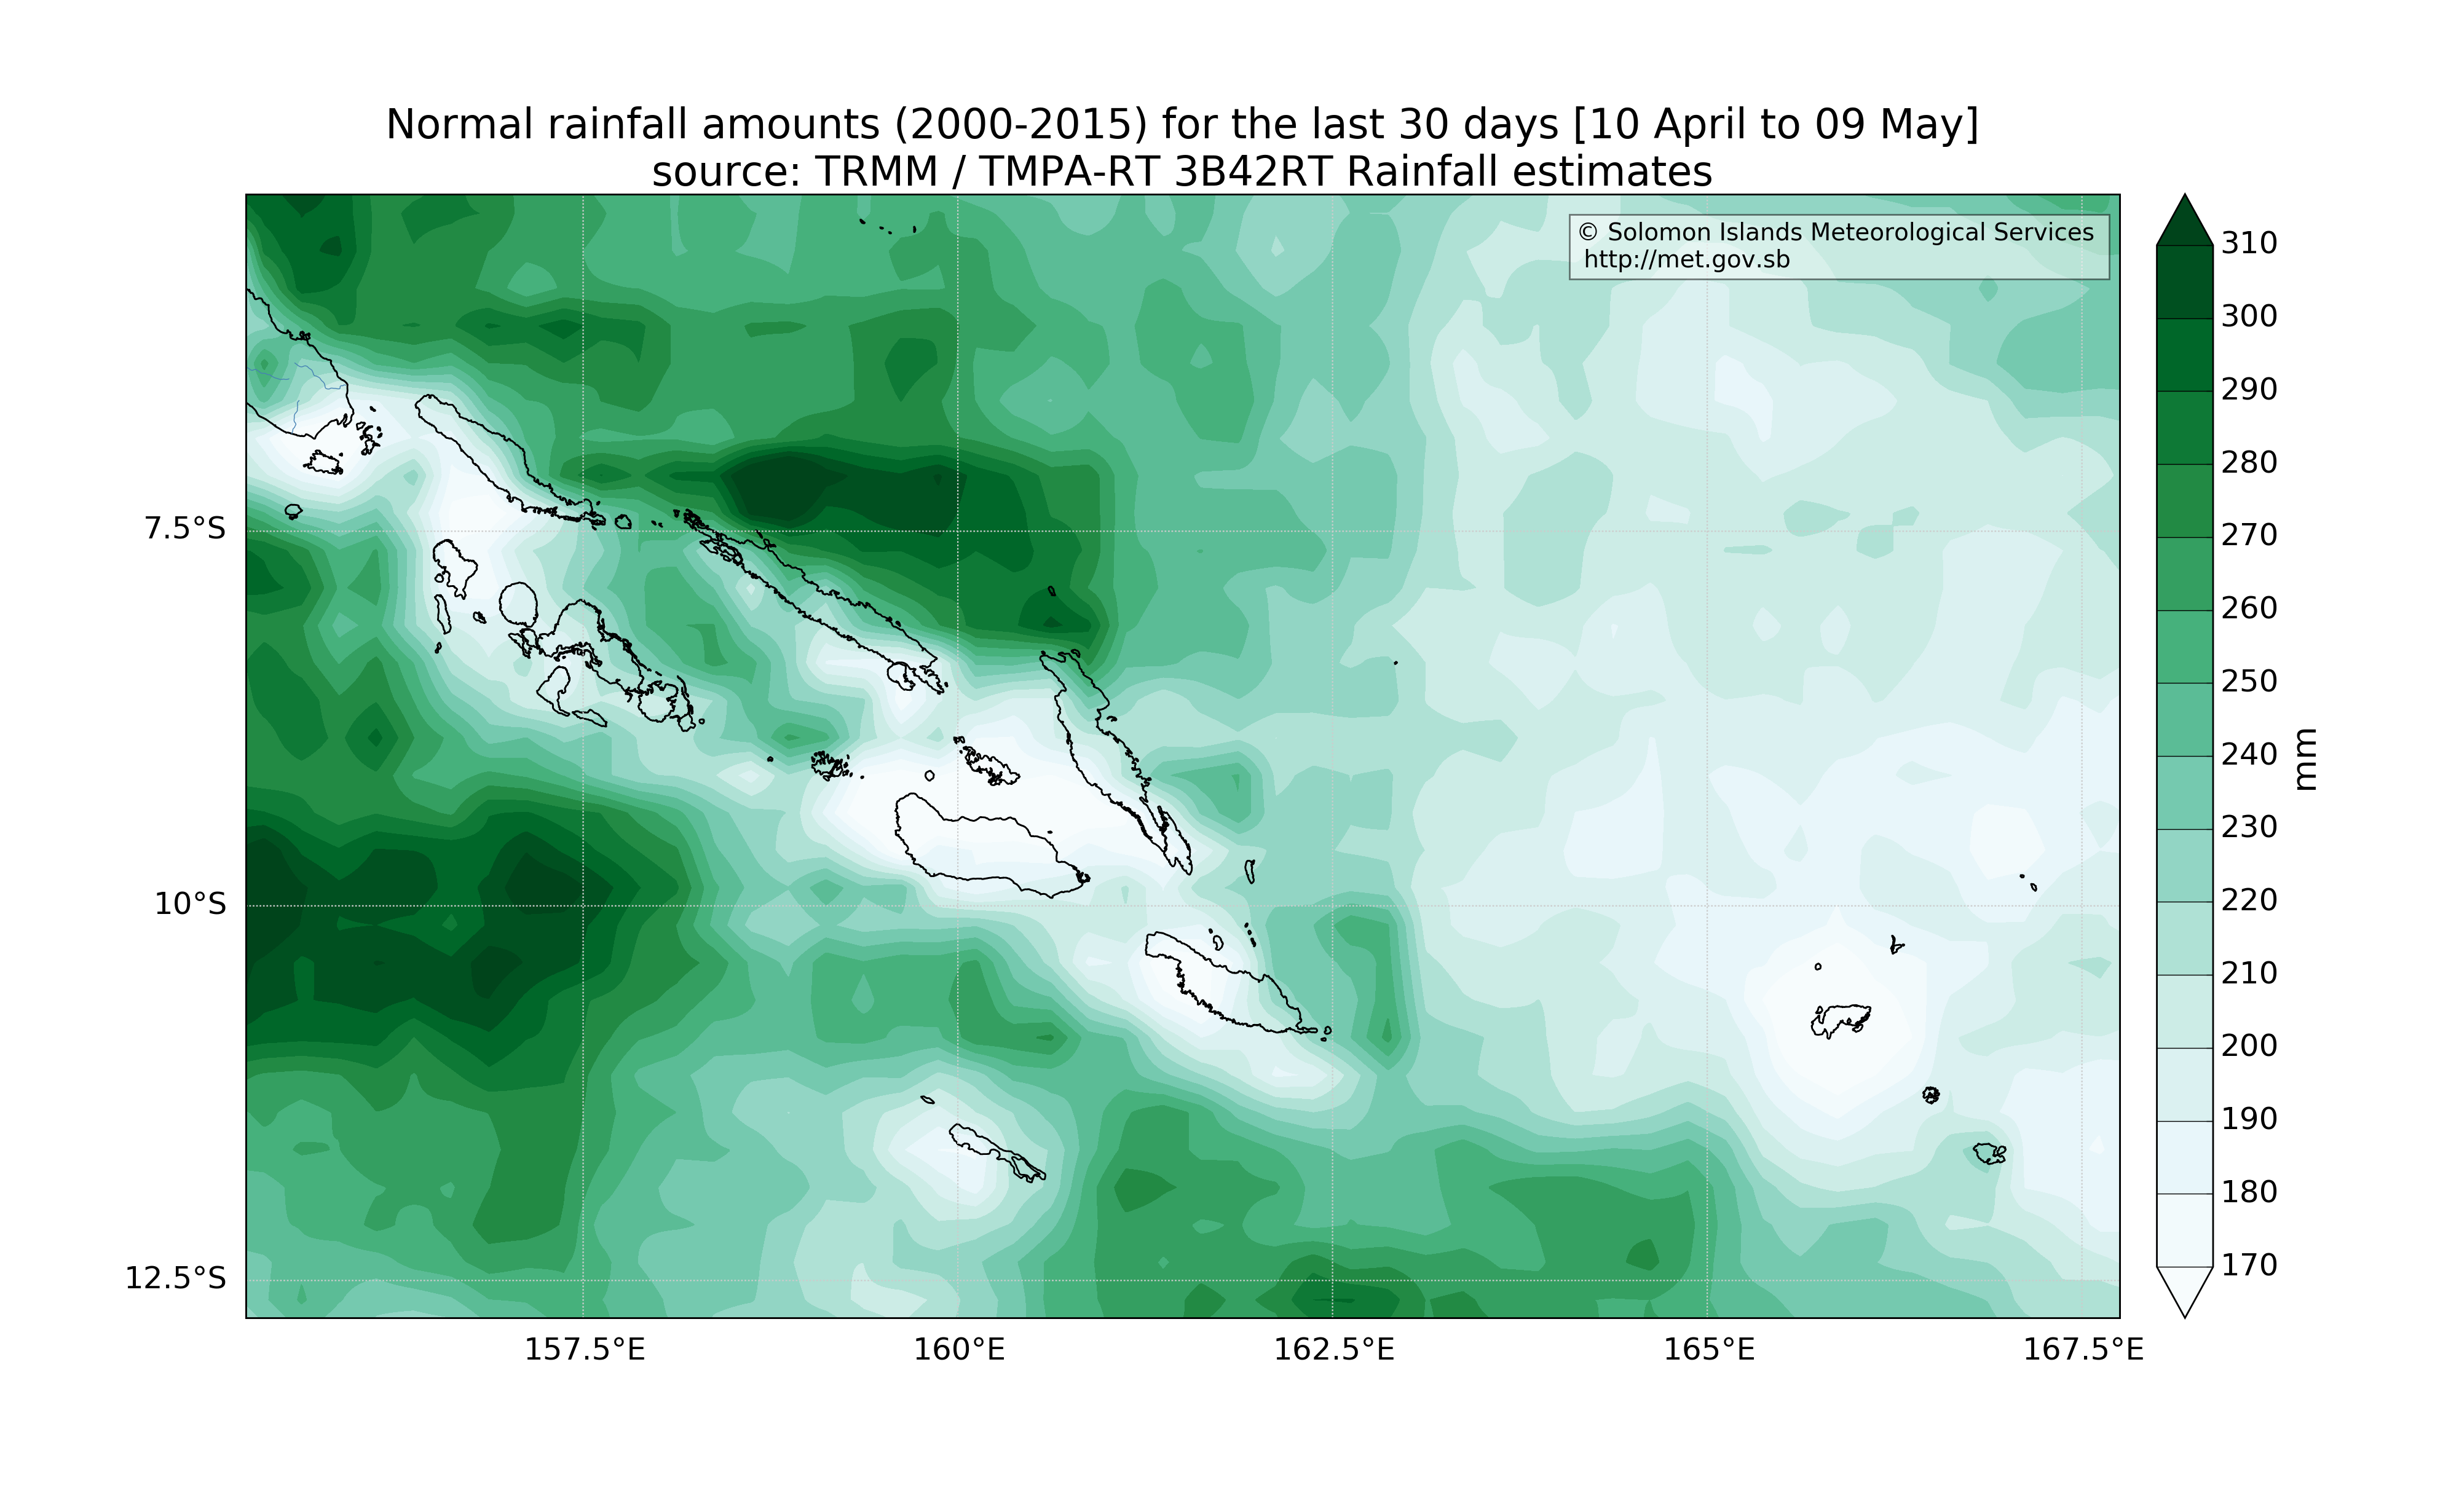 Normal rainfall amounts (2000-2015) for the last 30 days [10 April to 09 May]
source: TRMM / TMPA-RT 3B42RT Rainfall estimates
© Solomon Islands Meteorological Services
http://met.gov.sb
7.5°S
10°S
12.5°S
157.5°E
160°E
162.5°E
165°E
167.5°E
310
300
290
280
270
260
250
240
230
220
210
200
190
180
170
mm